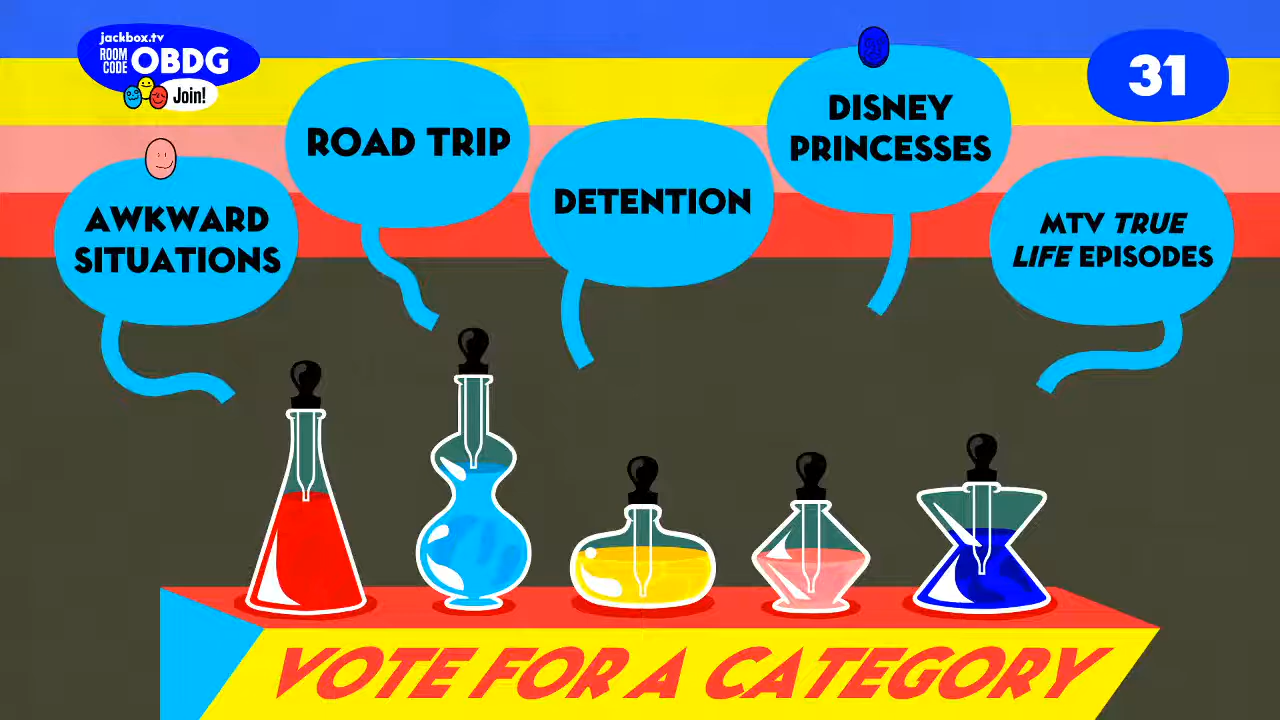 jackbox.tv
ROOM CODE OBDG
Join!
31
AWKWARD
SITUATIONS
ROAD TRIP
DETENTION
DISNEY
PRINCESSES
MTV TRUE
LIFE EPISODES
VOTE FOR A CATEGORY